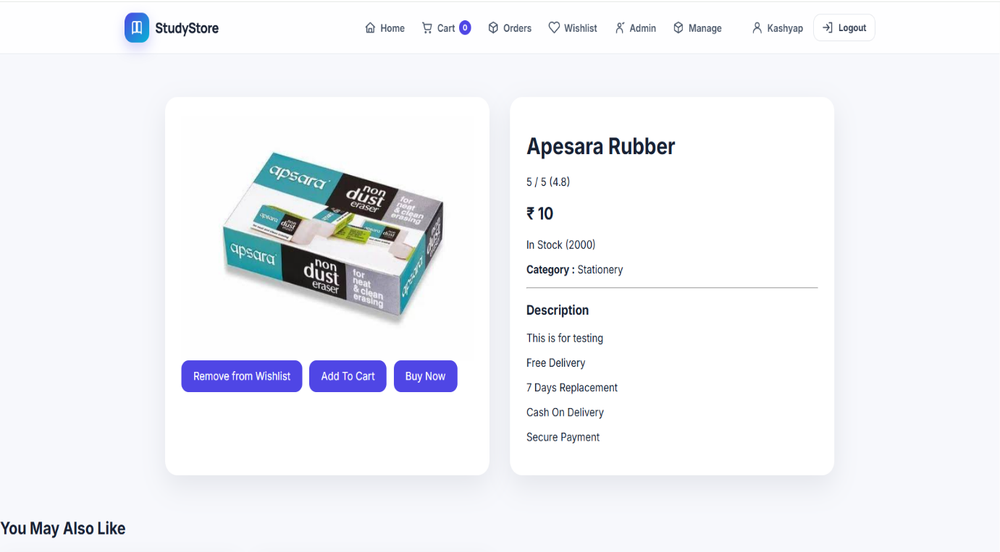 StudyStore
Home
Cart 0
Orders
Wishlist
Admin
Manage
Kashyap
Logout
apsara
non
dust
eraser
for
neat
& clean
erasing
apsara
non
dust
eraser
for
neat
& clean
erasing
apsara
non
dust
Remove from Wishlist
Add To Cart
Buy Now
Apesara Rubber
5 / 5 (4.8)
₹ 10
In Stock (2000)
Category : Stationery
Description
This is for testing
Free Delivery
7 Days Replacement
Cash On Delivery
Secure Payment
You May Also Like